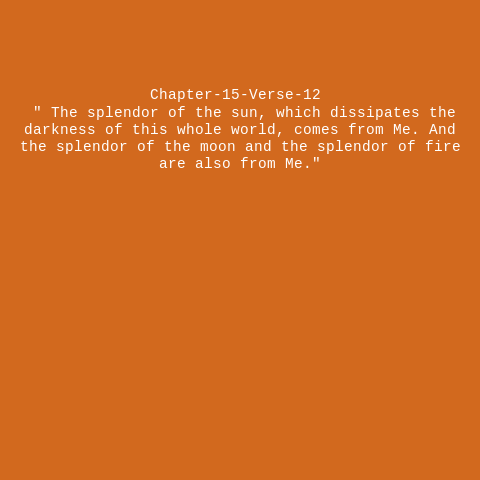 Chapter-15-Verse-12
" The splendor of the sun, which dissipates the
darkness of this whole world, comes from Me. And
the splendor of the moon and the splendor of fire
are also from Me."